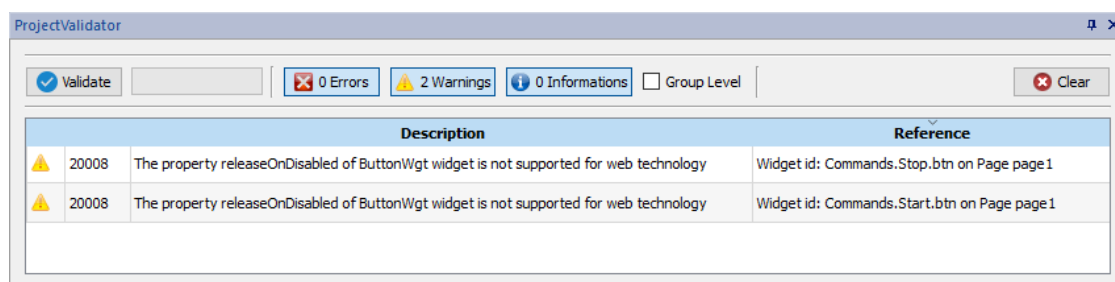 ProjectValidator
Validate 0 Errors 2 Warnings 0 Informations Group Level Clear
Description Reference
20008 The property releaseOnDisabled of ButtonWgt widget is not supported for web technology Widget id: Commands.Stop.btn on Page page1
20008 The property releaseOnDisabled of ButtonWgt widget is not supported for web technology Widget id: Commands.Start.btn on Page page1